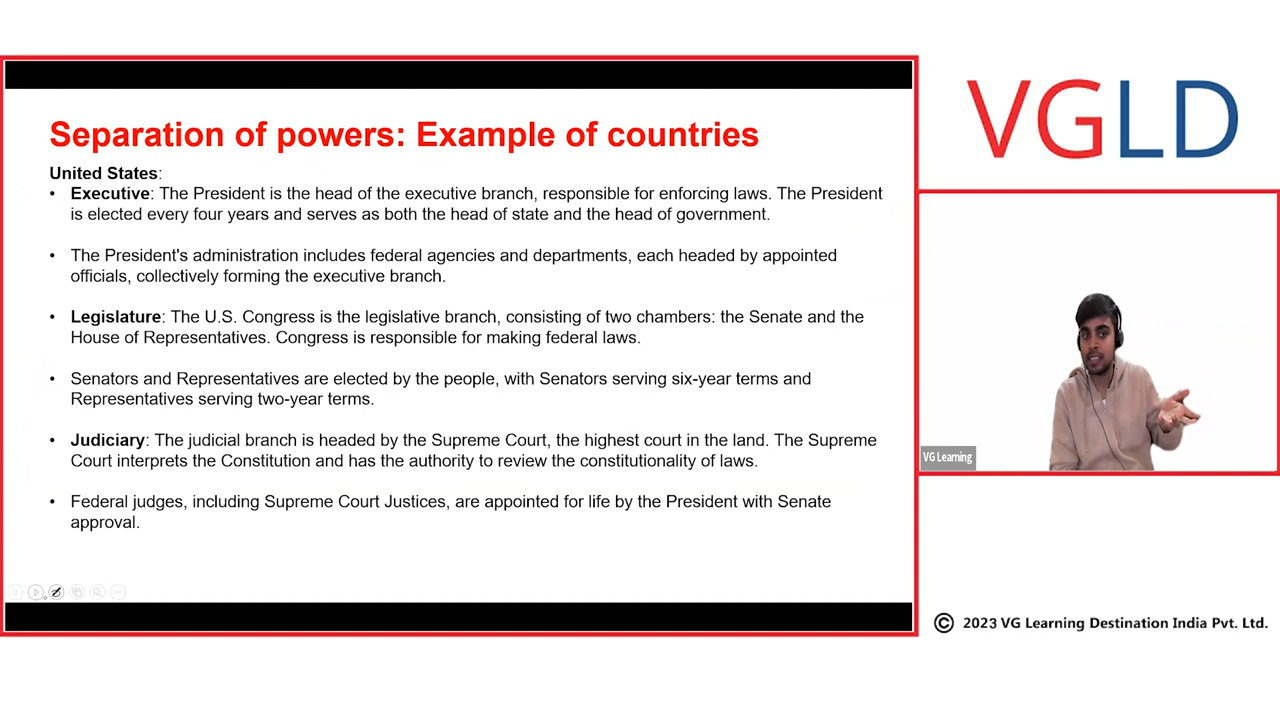 Separation of powers: Example of countries
United States:
• Executive: The President is the head of the executive branch, responsible for enforcing laws. The President
is elected every four years and serves as both the head of state and the head of government.
• The President's administration includes federal agencies and departments, each headed by appointed
officials, collectively forming the executive branch.
• Legislature: The U.S. Congress is the legislative branch, consisting of two chambers: the Senate and the
House of Representatives. Congress is responsible for making federal laws.
• Senators and Representatives are elected by the people, with Senators serving six-year terms and
Representatives serving two-year terms.
• Judiciary: The judicial branch is headed by the Supreme Court, the highest court in the land. The Supreme
Court interprets the Constitution and has the authority to review the constitutionality of laws.
• Federal judges, including Supreme Court Justices, are appointed for life by the President with Senate
approval.
VGLD
VG Learning
© 2023 VG Learning Destination India Pvt. Ltd.